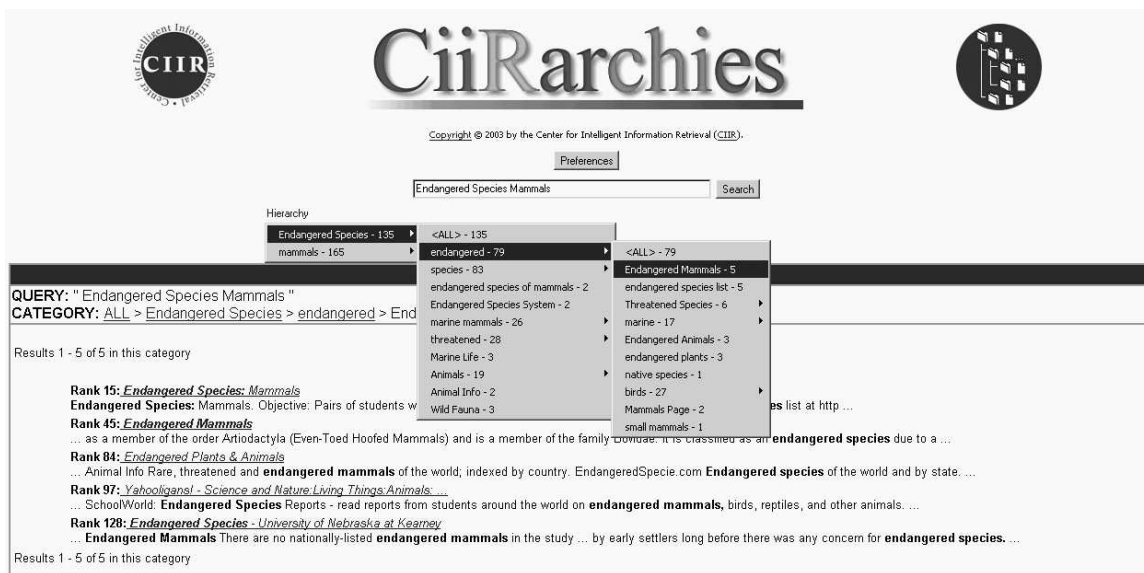 Center for Intelligent Information Retrieval
CIIR
CiiRarchies
Copyright © 2003 by the Center for Intelligent Information Retrieval (CIIR).
Preferences
Endangered Species Mammals Search
Hierarchy
Endangered Species - 135
mammals - 165
<ALL> - 135
endangered - 79
species - 83
endangered species of mammals - 2
Endangered Species System - 2
marine mammals - 26
threatened - 28
Marine Life - 3
Animals - 19
Animal Info - 2
Wild Fauna - 3
<ALL> - 79
Endangered Mammals - 5
endangered species list - 5
Threatened Species - 6
marine - 17
Endangered Animals - 3
endangered plants - 3
native species - 1
birds - 27
Mammals Page - 2
small mammals - 1
QUERY: " Endangered Species Mammals "
CATEGORY: ALL > Endangered Species > endangered > End
Results 1 - 5 of 5 in this category
Rank 15: Endangered Species: Mammals
Endangered Species: Mammals. Objective: Pairs of students w es list at http ...
Rank 45: Endangered Mammals
... as a member of the order Artiodactyla (Even-Toed Hoofed Mammals) and is a member of the family Bovidae. It is classified as an endangered species due to a ...
Rank 84: Endangered Plants & Animals
... Animal Info Rare, threatened and endangered mammals of the world; indexed by country. EndangeredSpecie.com Endangered species of the world and by state. ...
Rank 97: Yahooligans! - Science and Nature:Living Things:Animals: ...
... SchoolWorld: Endangered Species Reports - read reports from students around the world on endangered mammals, birds, reptiles, and other animals. ...
Rank 128: Endangered Species - University of Nebraska at Kearney
... Endangered Mammals There are no nationally-listed endangered mammals in the study ... by early settlers long before there was any concern for endangered species. ...
Results 1 - 5 of 5 in this category